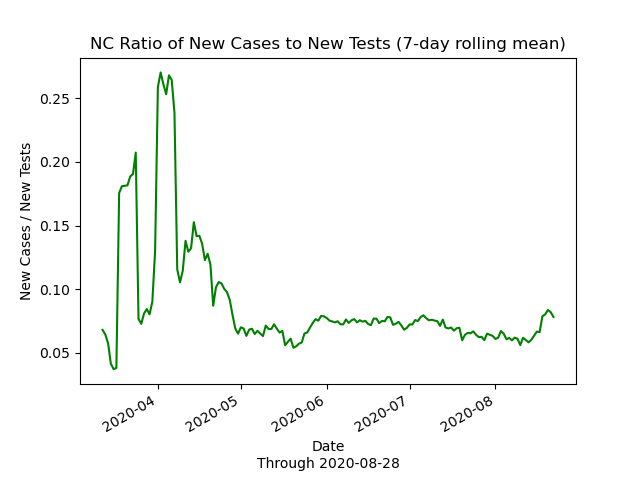 NC Ratio of New Cases to New Tests (7-day rolling mean)
0.25
0.20
0.15
0.10
0.05
New Cases / New Tests
2020-04
2020-05
2020-06
2020-07
2020-08
Date
Through 2020-08-28